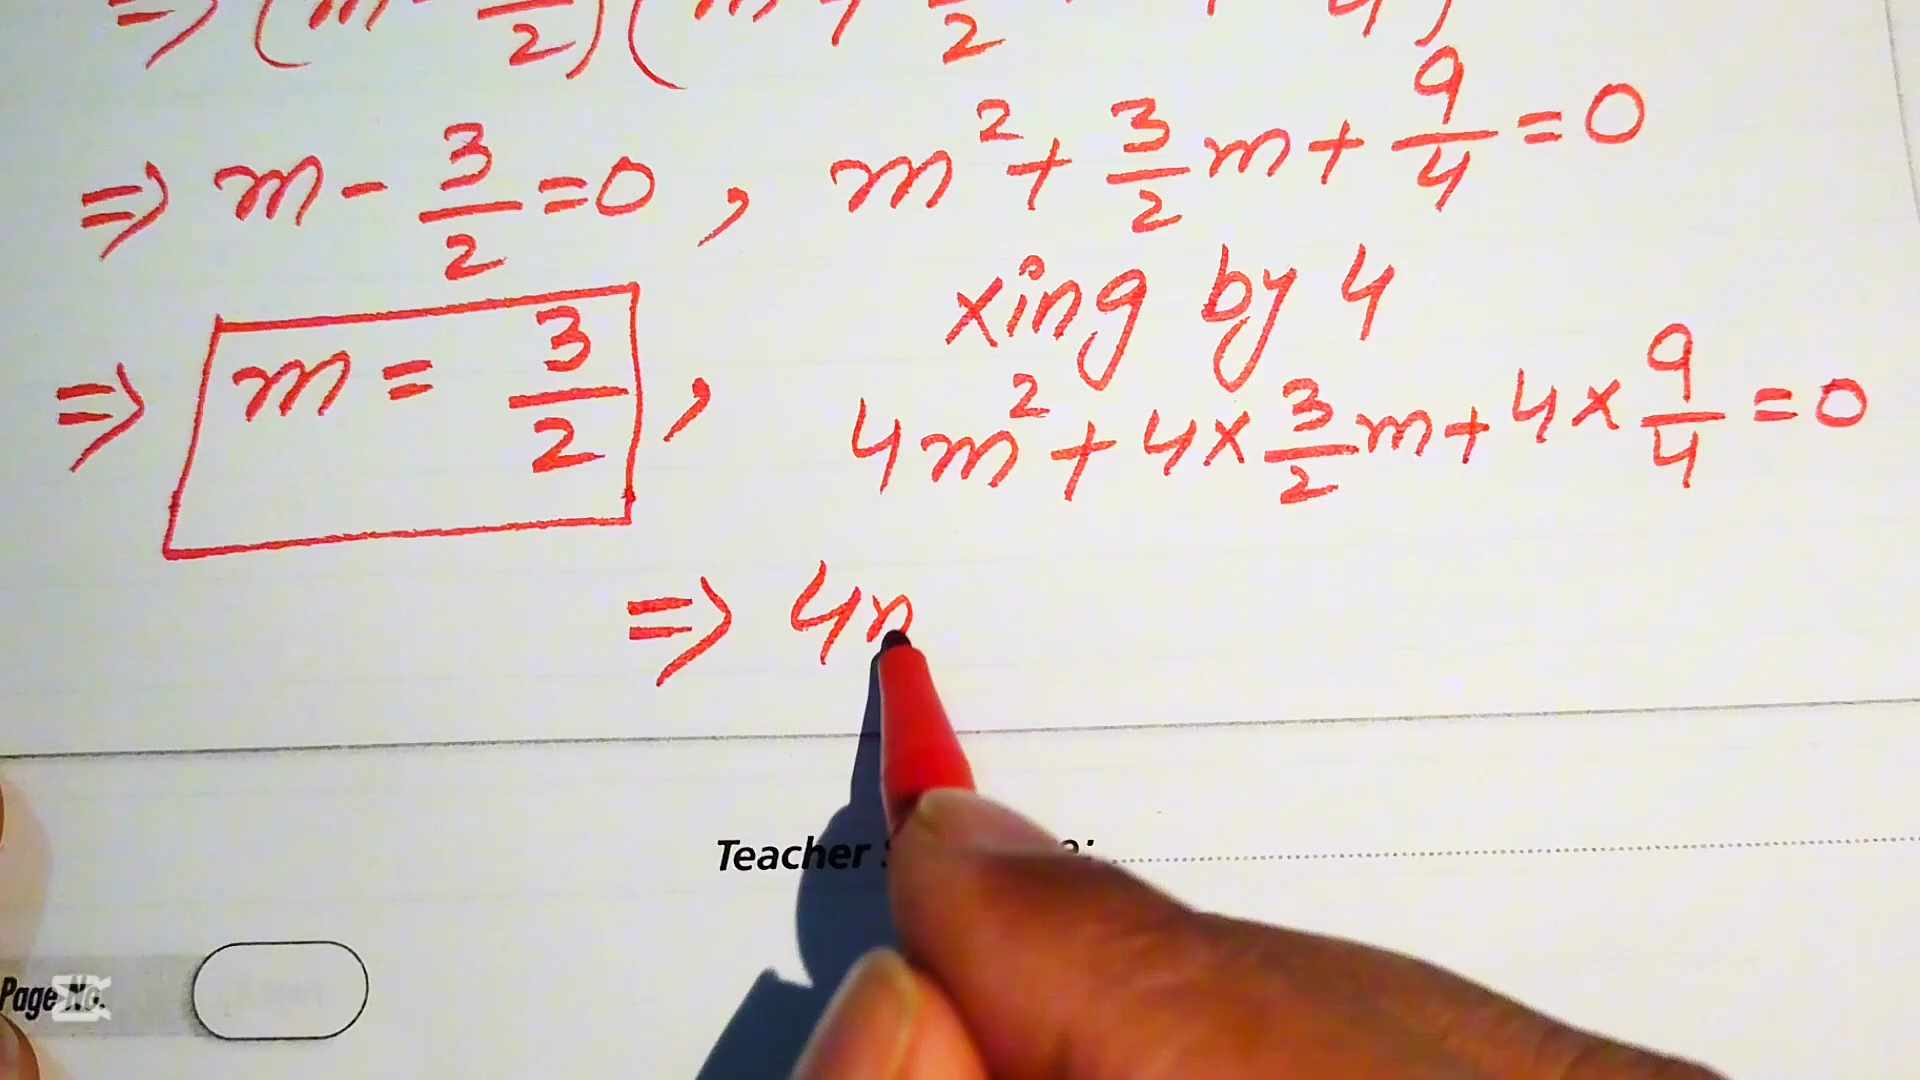 ⇒ m - 3/2 = 0 , m² + 3/2 m + 9/4 = 0
xing by 4
⇒ m = 3/2 , 4m² + 4 × 3/2 m + 4 × 9/4 = 0
⇒ 4
Teacher
Page No.